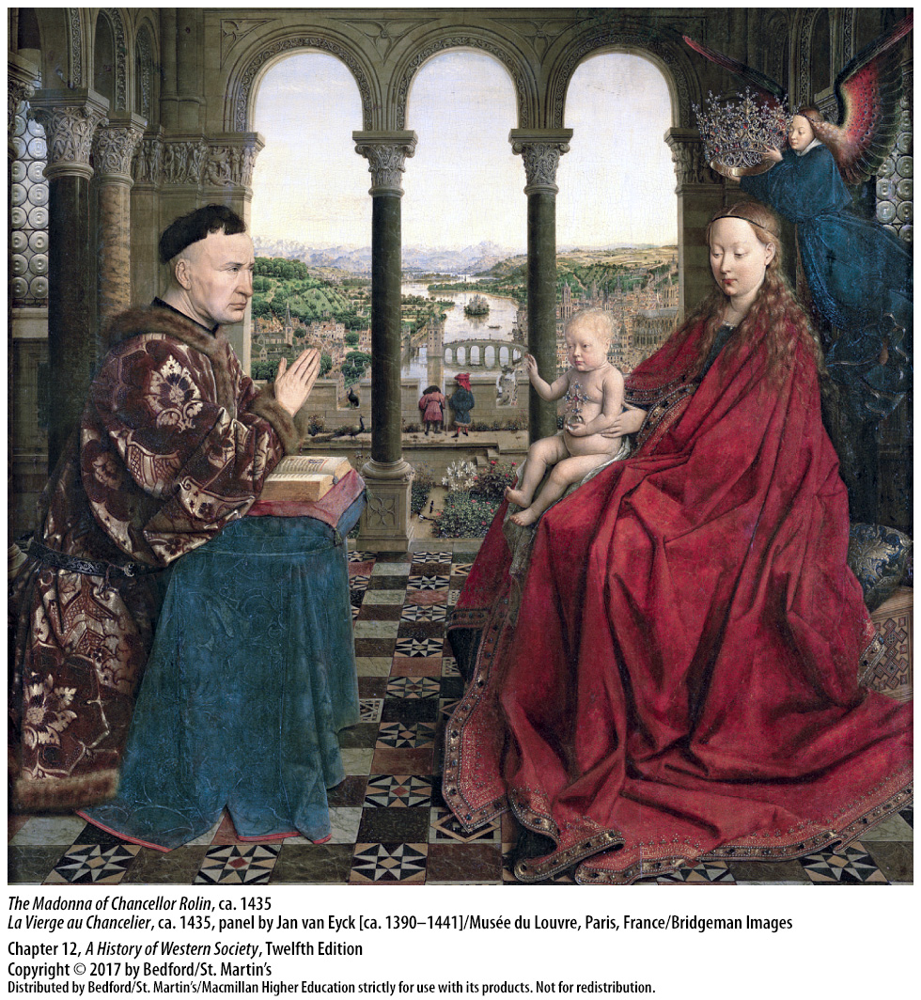 The Madonna of Chancellor Rolin, ca. 1435
La Vierge au Chancelier, ca. 1435, panel by Jan van Eyck [ca. 1390–1441]/Musée du Louvre, Paris, France/Bridgeman Images
Chapter 12, A History of Western Society, Twelfth Edition
Copyright © 2017 by Bedford/St. Martin’s
Distributed by Bedford/St. Martin’s/Macmillan Higher Education strictly for use with its products. Not for redistribution.